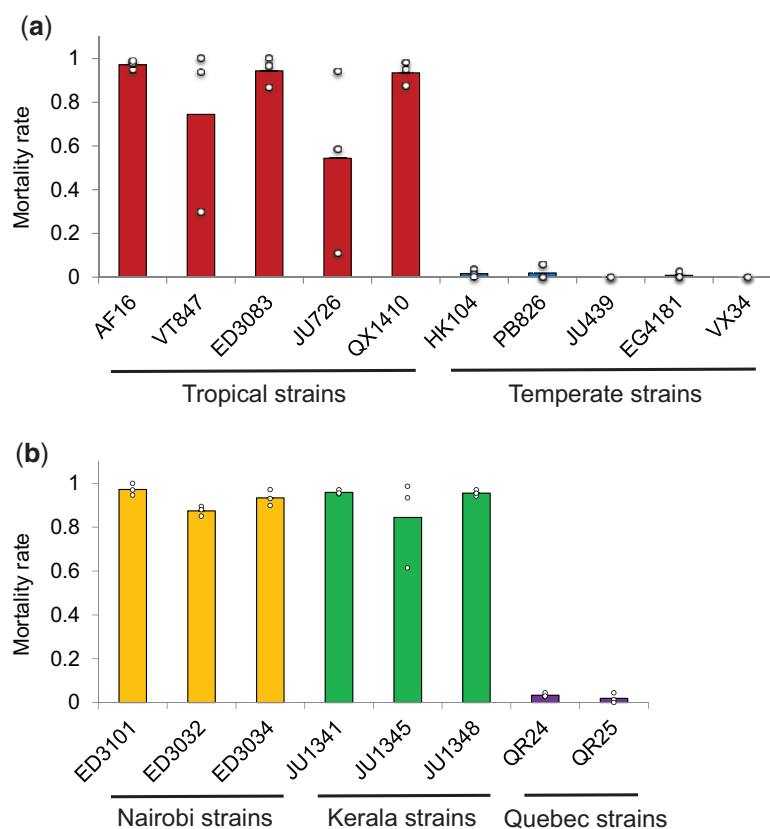 (a)
Mortality rate
1
0.8
0.6
0.4
0.2
0
AF16 VT847 ED3083 JU726 QX1410 HK104 PB826 JU439 EG4181 VX34
Tropical strains Temperate strains
(b)
Mortality rate
1
0.8
0.6
0.4
0.2
0
ED3101 ED3032 ED3034 JU1341 JU1345 JU1348 QR24 QR25
Nairobi strains Kerala strains Quebec strains